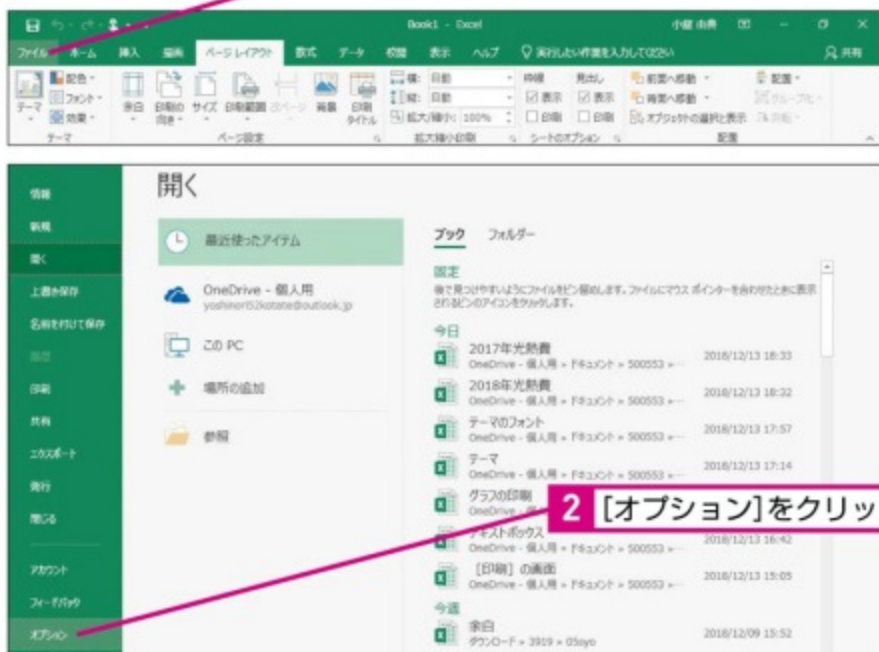 Book1 - Excel
小舘 由典
ファイル ホーム 挿入 描画 ページ レイアウト 数式 データ 校閲 表示 ヘルプ 実行したい作業を入力してください 共有
配色 横: 自動 枠線 見出し 前面へ移動 配置
テーマ フォント 余白 印刷の向き サイズ 印刷範囲 改ページ 背景 印刷タイトル 縦: 自動 表示 表示 背面へ移動 グループ化
効果 拡大/縮小: 100% 印刷 印刷 オブジェクトの選択と表示 回転
テーマ ページ設定 拡大縮小印刷 シートのオプション 配置
開く
情報
新規
開く
上書き保存
名前を付けて保存
履歴
印刷
共有
エクスポート
発行
閉じる
アカウント
フィードバック
オプション
最近使ったアイテム
OneDrive - 個人用
yoshinori52kotate@outlook.jp
この PC
場所の追加
参照
ブック フォルダー
固定
後で見つけやすいようにファイルをピン留めします。ファイルにマウス ポインターを合わせたときに表示
されるピンのアイコンをクリックします。
今日
2017年光熱費
OneDrive - 個人用 » ドキュメント » 500553 » ... 2018/12/13 18:33
2018年光熱費
OneDrive - 個人用 » ドキュメント » 500553 » ... 2018/12/13 18:32
テーマのフォント
OneDrive - 個人用 » ドキュメント » 500553 » ... 2018/12/13 17:57
テーマ
OneDrive - 個人用 » ドキュメント » 500553 » ... 2018/12/13 17:14
グラフの印刷
OneDrive -
2 [オプション]をクリッ
テキストボックス
OneDrive - 個人用 » ドキュメント » 500553 » ... 2018/12/13 16:42
[印刷] の画面
OneDrive - 個人用 » ドキュメント » 500553 » ... 2018/12/13 15:05
今週
余白
ダウンロード » 3919 » 05syo 2018/12/09 15:52